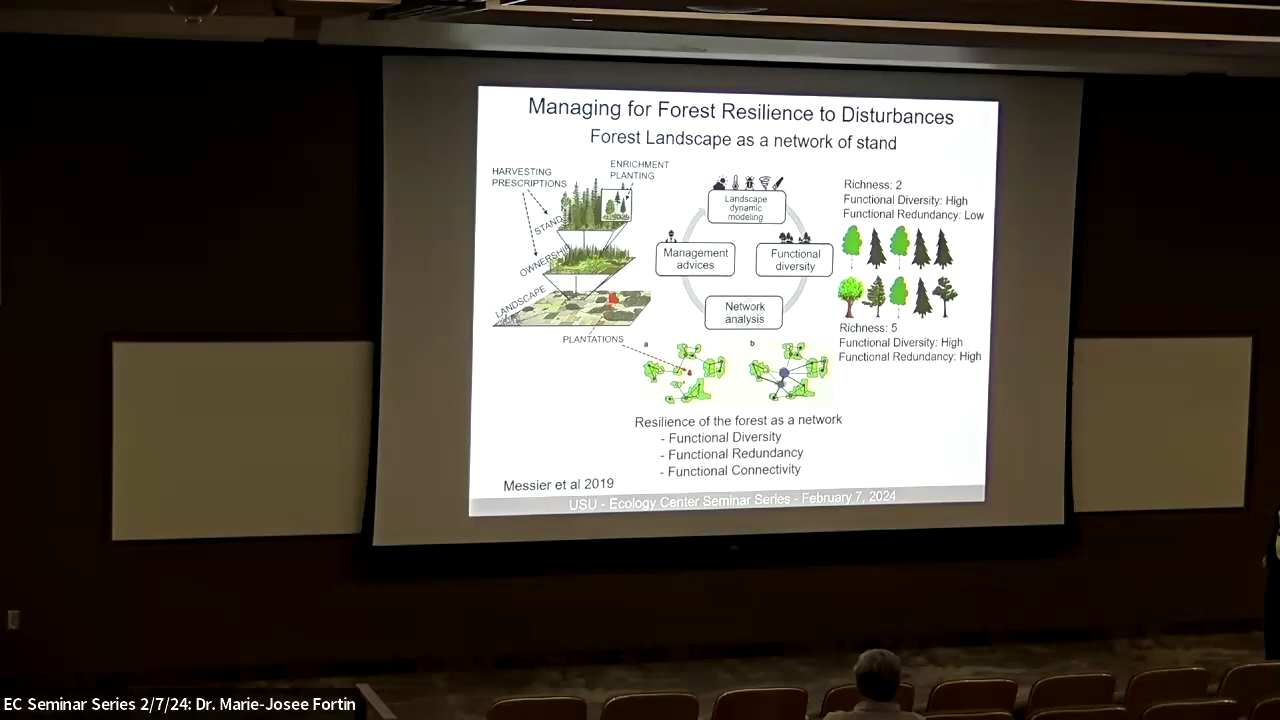 Managing for Forest Resilience to Disturbances
Forest Landscape as a network of stand
HARVESTING
PRESCRIPTIONS
ENRICHMENT
PLANTING
STAND
OWNERSHIP
LANDSCAPE
PLANTATIONS
Landscape
dynamic
modeling
Management
advices
Functional
diversity
Network
analysis
Richness: 2
Functional Diversity: High
Functional Redundancy: Low
Richness: 5
Functional Diversity: High
Functional Redundancy: High
a
b
Resilience of the forest as a network
- Functional Diversity
- Functional Redundancy
- Functional Connectivity
Messier et al 2019
USU - Ecology Center Seminar Series - February 7, 2024
EC Seminar Series 2/7/24: Dr. Marie-Josee Fortin